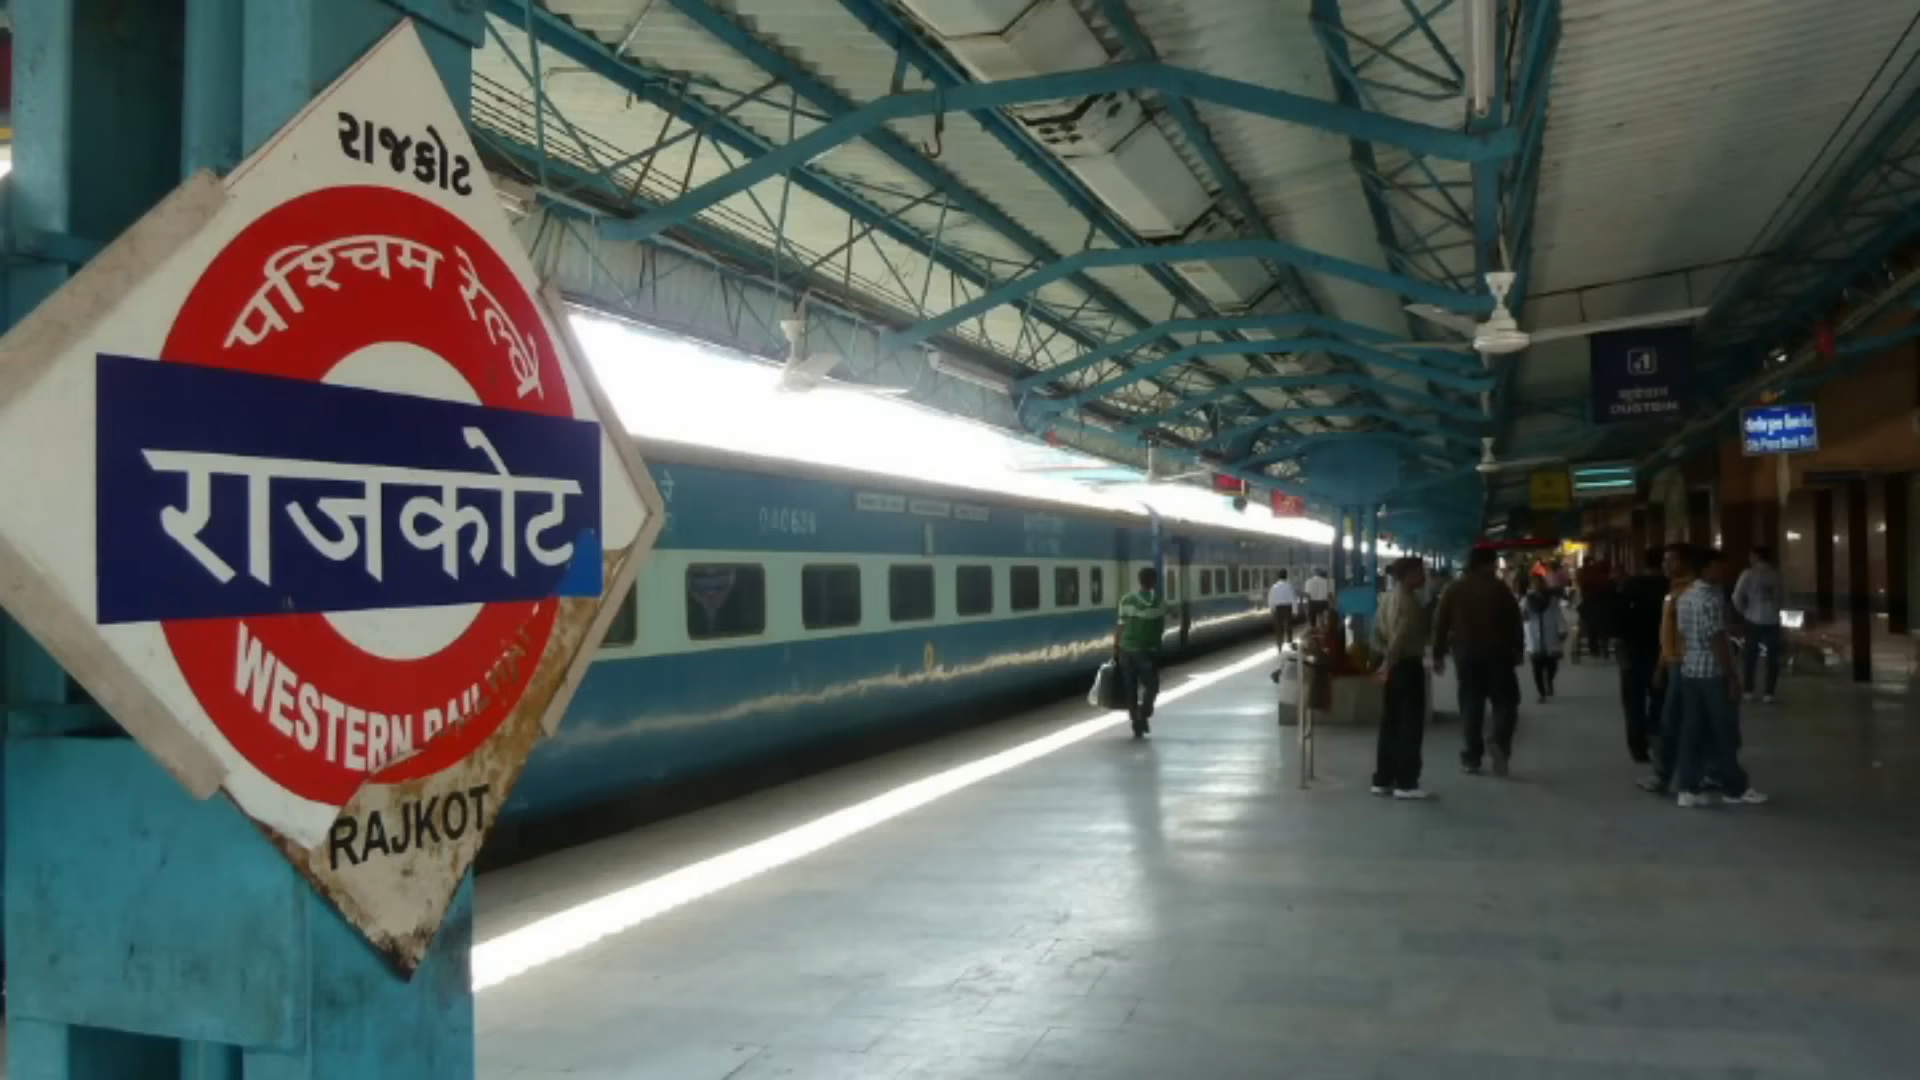 રાજકોટ
पश्चिम रेल्वे
राजकोट
WESTERN RAILWAY
RAJKOT
DUSTBIN